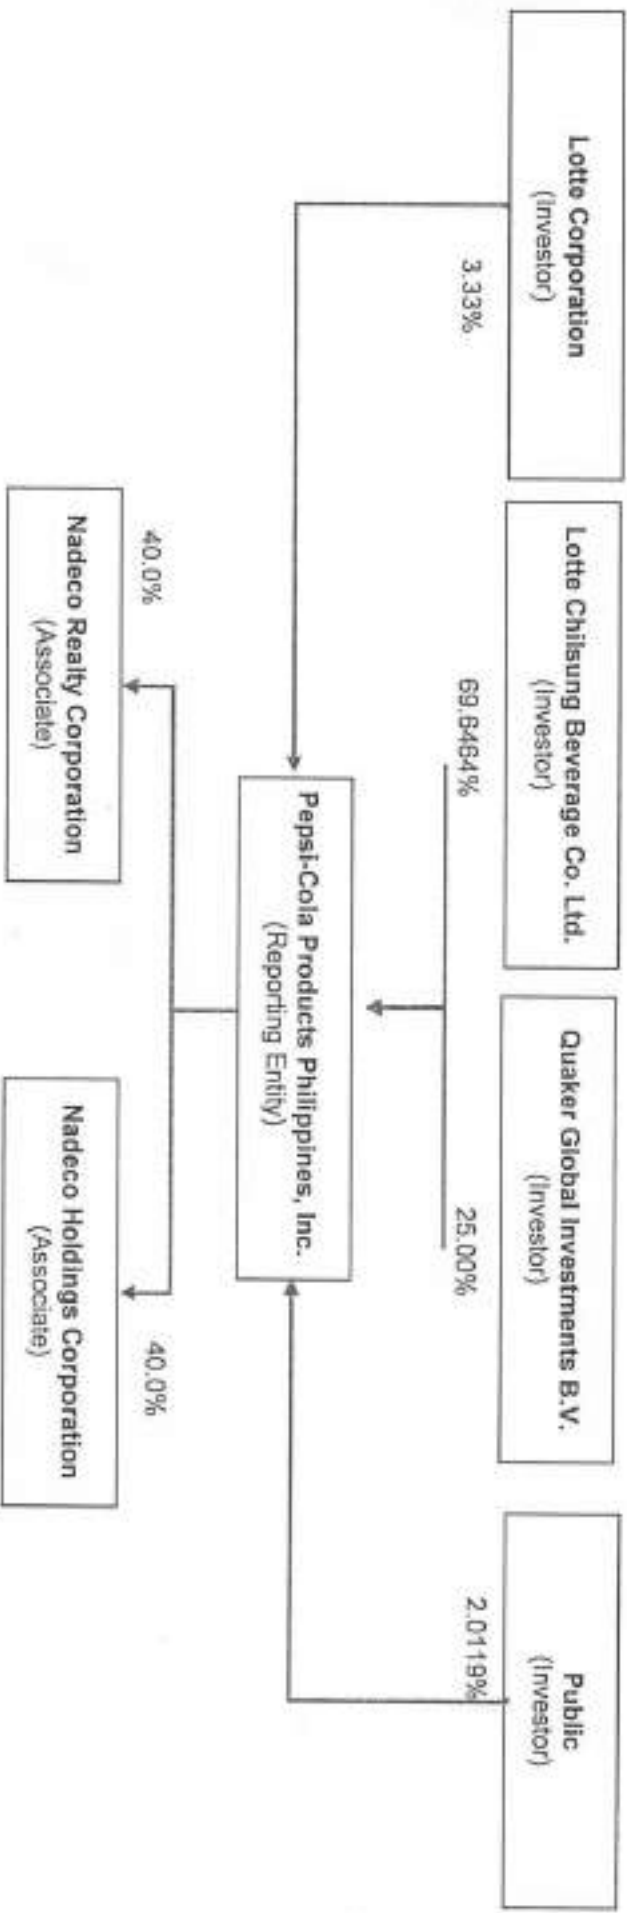 Lotte Corporation
(Investor)
Lotte Chilsung Beverage Co. Ltd.
(Investor)
Quaker Global Investments B.V.
(Investor)
Public
(Investor)
3.33%
69.6464%
25.00%
2.0119%
Pepsi-Cola Products Philippines, Inc.
(Reporting Entity)
40.0%
40.0%
Nadeco Realty Corporation
(Associate)
Nadeco Holdings Corporation
(Associate)